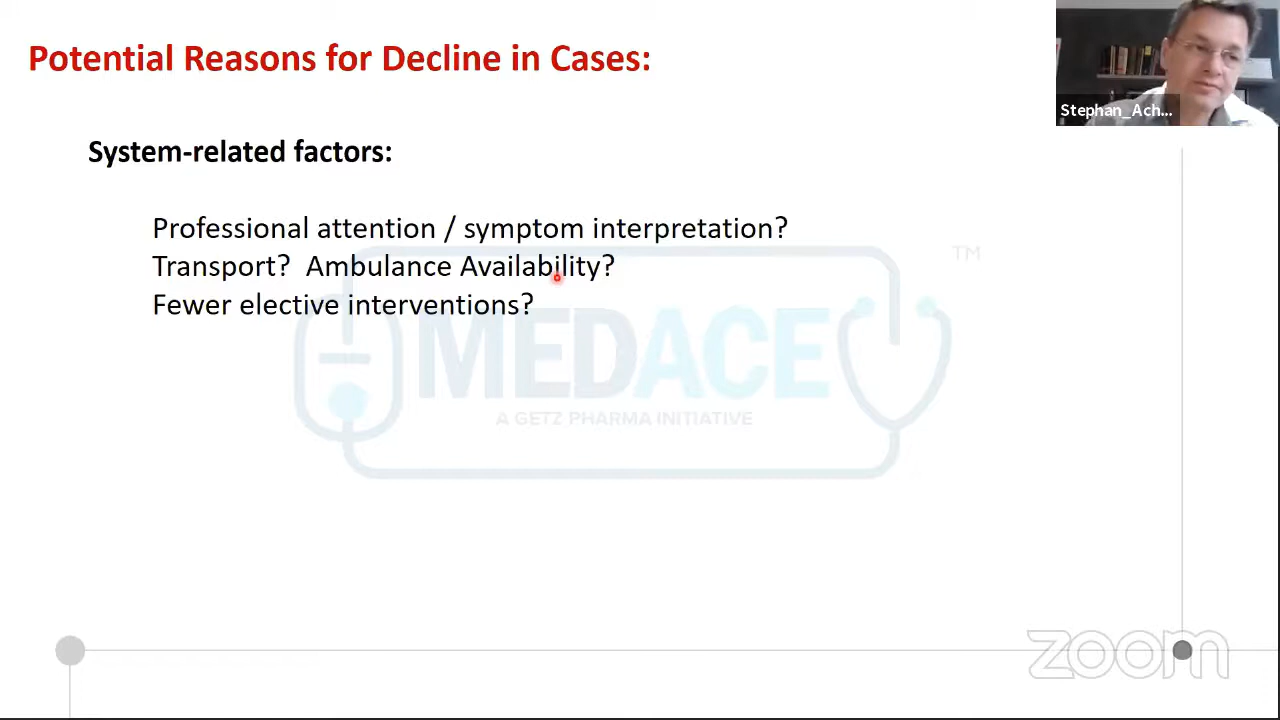 Potential Reasons for Decline in Cases:
Stephan_Ach...
System-related factors:
Professional attention / symptom interpretation?
Transport? Ambulance Availability?
Fewer elective interventions?
TM
MEDACE
A GETZ PHARMA INITIATIVE
zoom